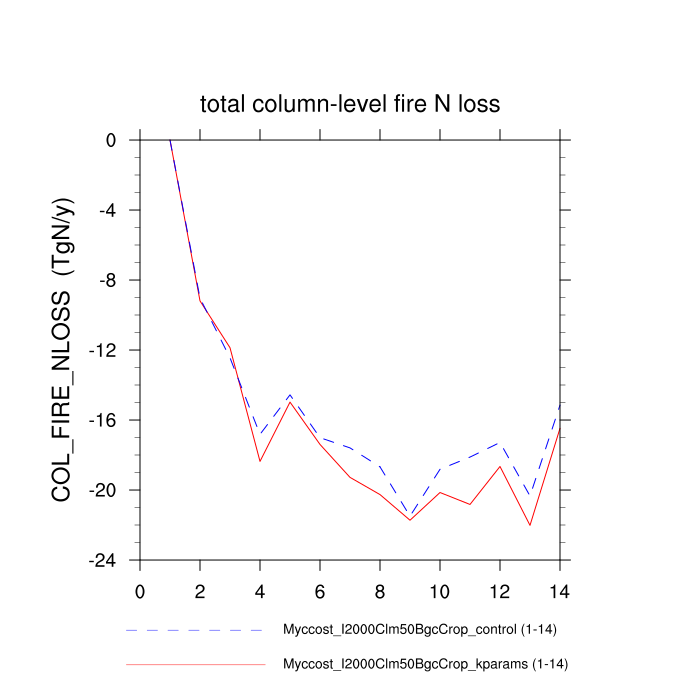 total column-level fire N loss
COL_FIRE_NLOSS (TgN/y)
0
-4
-8
-12
-16
-20
-24
0 2 4 6 8 10 12 14
Myccost_I2000Clm50BgcCrop_control (1-14)
Myccost_I2000Clm50BgcCrop_kparams (1-14)